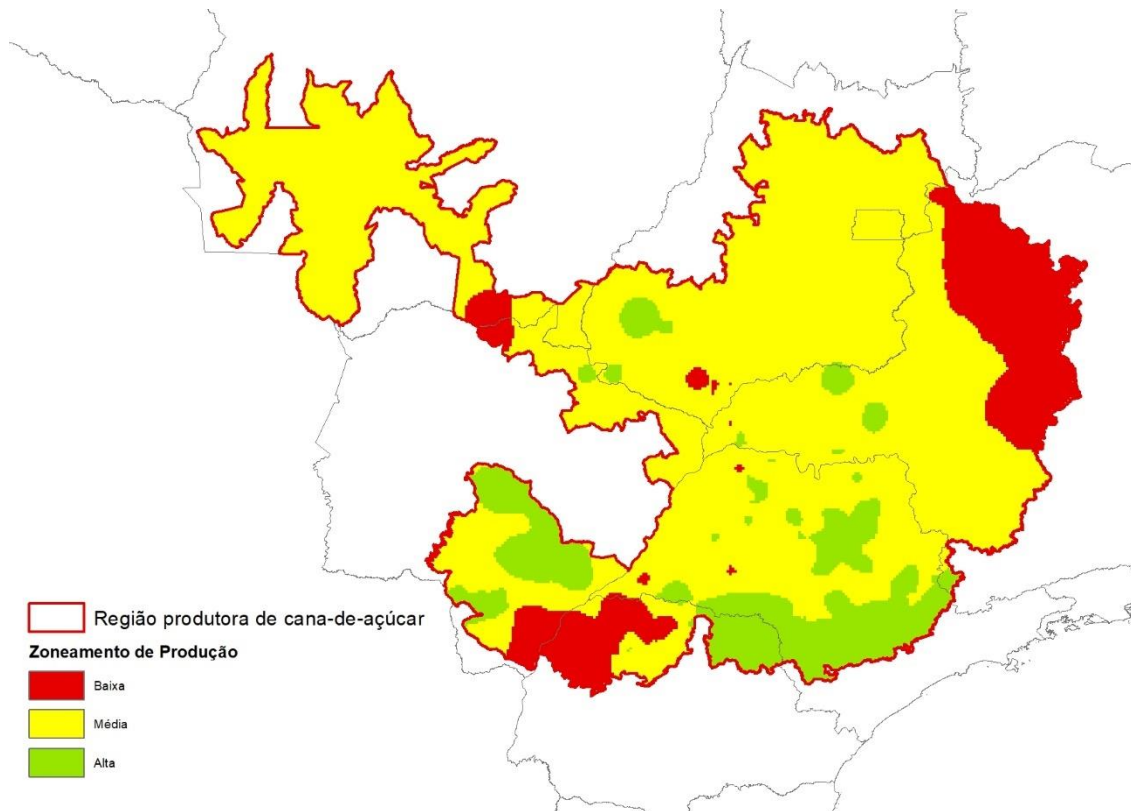 Região produtora de cana-de-açúcar
Zoneamento de Produção
Baixa
Média
Alta